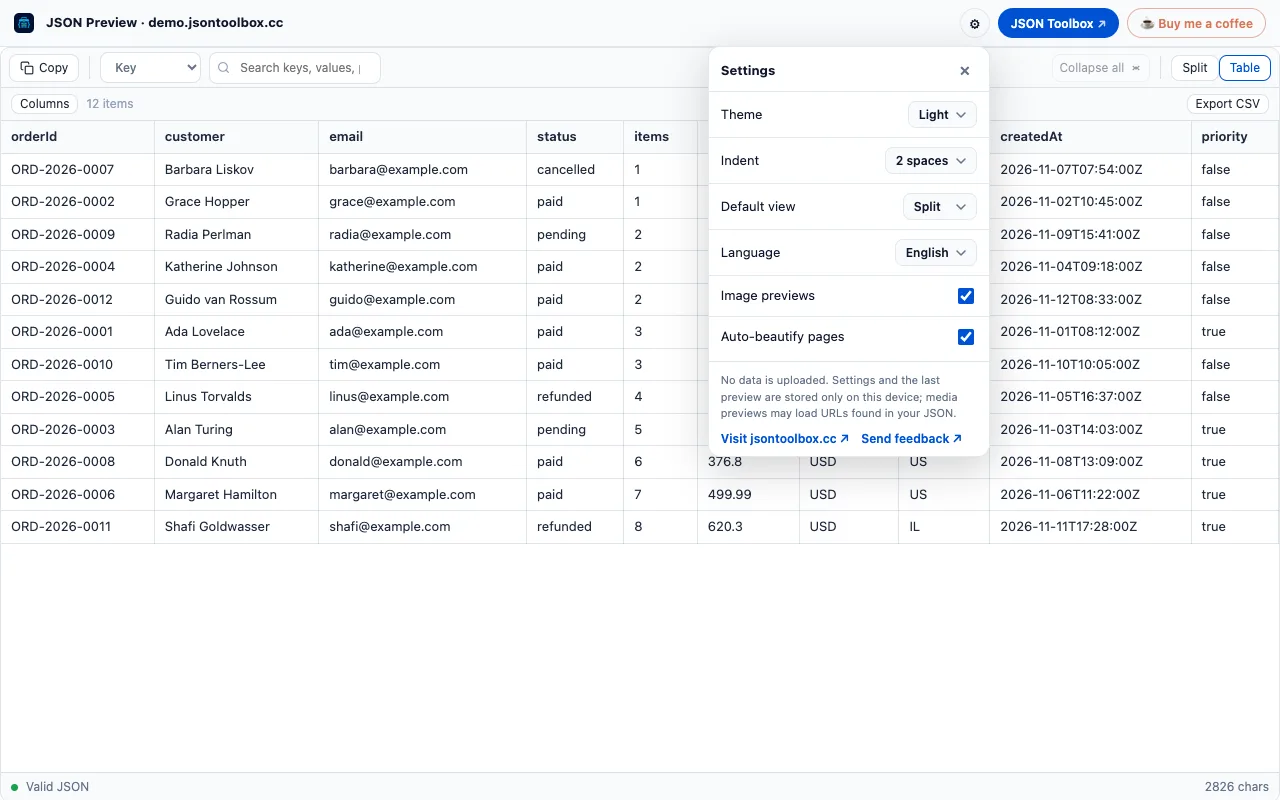 JSON Preview · demo.jsontoolbox.cc
JSON Toolbox ↗
☕ Buy me a coffee
Copy
Key
Search keys, values,
Collapse all
Split
Table
Columns
12 items
Export CSV
orderId customer email status items createdAt priority
ORD-2026-0007 Barbara Liskov barbara@example.com cancelled 1 2026-11-07T07:54:00Z false
ORD-2026-0002 Grace Hopper grace@example.com paid 1 2026-11-02T10:45:00Z false
ORD-2026-0009 Radia Perlman radia@example.com pending 2 2026-11-09T15:41:00Z false
ORD-2026-0004 Katherine Johnson katherine@example.com paid 2 2026-11-04T09:18:00Z false
ORD-2026-0012 Guido van Rossum guido@example.com paid 2 2026-11-12T08:33:00Z false
ORD-2026-0001 Ada Lovelace ada@example.com paid 3 2026-11-01T08:12:00Z true
ORD-2026-0010 Tim Berners-Lee tim@example.com paid 3 2026-11-10T10:05:00Z false
ORD-2026-0005 Linus Torvalds linus@example.com refunded 4 2026-11-05T16:37:00Z false
ORD-2026-0003 Alan Turing alan@example.com pending 5 2026-11-03T14:03:00Z true
ORD-2026-0008 Donald Knuth donald@example.com paid 6 376.8 USD US 2026-11-08T13:09:00Z true
ORD-2026-0006 Margaret Hamilton margaret@example.com paid 7 499.99 USD US 2026-11-06T11:22:00Z true
ORD-2026-0011 Shafi Goldwasser shafi@example.com refunded 8 620.3 USD IL 2026-11-11T17:28:00Z true
Settings
Theme Light
Indent 2 spaces
Default view Split
Language English
Image previews
Auto-beautify pages
No data is uploaded. Settings and the last
preview are stored only on this device; media
previews may load URLs found in your JSON.
Visit jsontoolbox.cc ↗ Send feedback ↗
Valid JSON
2826 chars